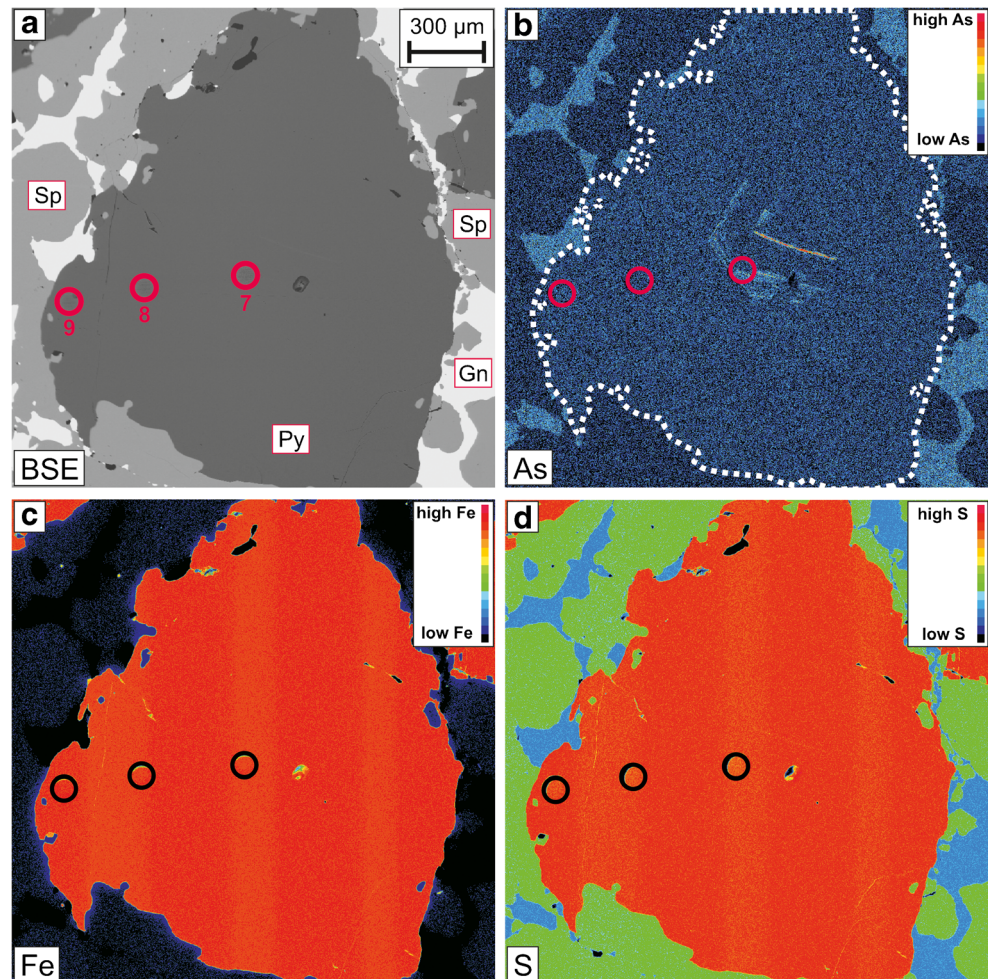 a
300 µm
Sp
Sp
9
8
7
Gn
Py
BSE
b
high As
low As
As
c
high Fe
low Fe
Fe
d
high S
low S
S